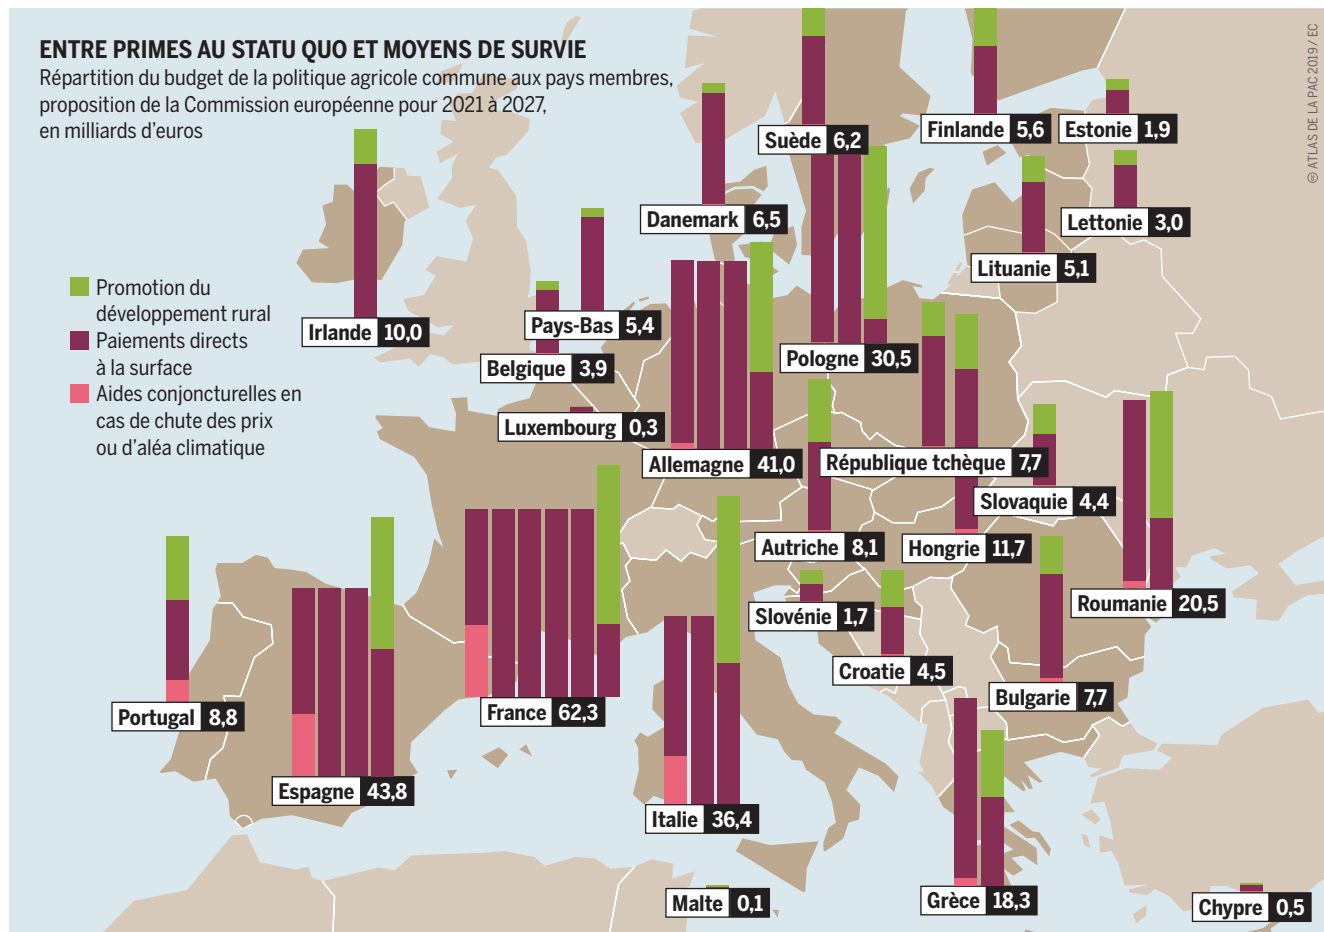 ENTRE PRIMES AU STATU QUO ET MOYENS DE SURVIE
Répartition du budget de la politique agricole commune aux pays membres,
proposition de la Commission européenne pour 2021 à 2027,
en milliards d’euros
© ATLAS DE LA PAC 2019 / EC
Suède 6,2
Finlande 5,6
Estonie 1,9
Danemark 6,5
Lettonie 3,0
Lituanie 5,1
Promotion du
développement rural
Paiements directs
à la surface
Aides conjoncturelles en
cas de chute des prix
ou d’aléa climatique
Irlande 10,0
Pays-Bas 5,4
Belgique 3,9
Pologne 30,5
Luxembourg 0,3
Allemagne 41,0
République tchèque 7,7
Slovaquie 4,4
Autriche 8,1
Hongrie 11,7
Roumanie 20,5
Slovénie 1,7
Croatie 4,5
Bulgarie 7,7
Portugal 8,8
France 62,3
Espagne 43,8
Italie 36,4
Malte 0,1
Grèce 18,3
Chypre 0,5